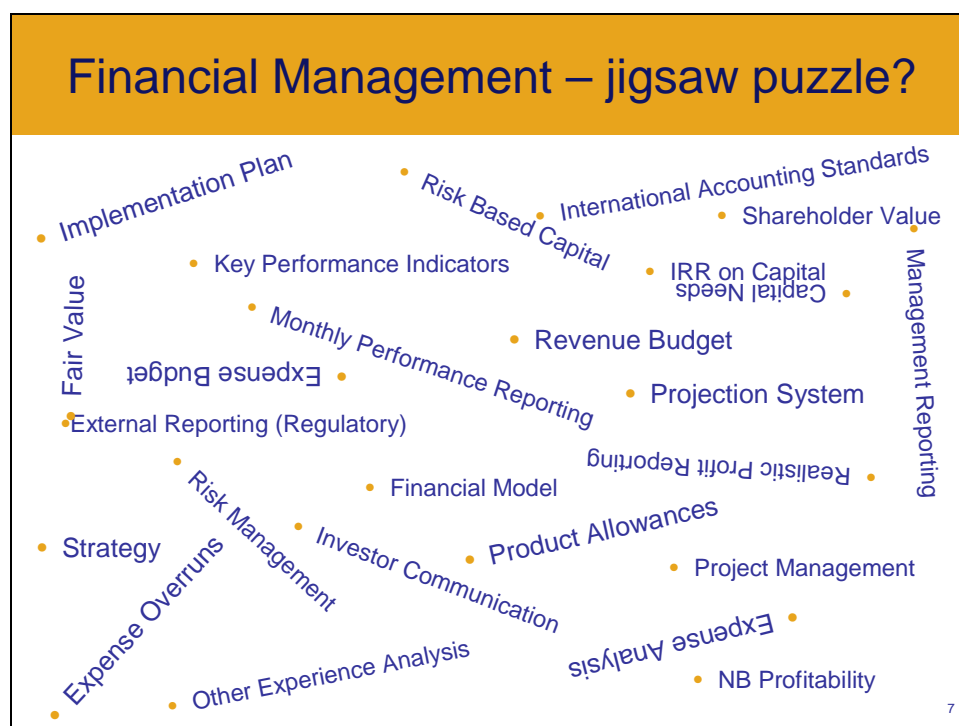 Financial Management – jigsaw puzzle?
• Implementation Plan
• Risk Based Capital
• International Accounting Standards
• Shareholder Value
• Key Performance Indicators
• IRR on Capital
• Capital Needs
• Management Reporting
• Fair Value
• Monthly Performance Reporting
• Revenue Budget
• Expense Budget
• Projection System
• External Reporting (Regulatory)
• Realistic Profit Reporting
• Risk Management
• Financial Model
• Investor Communication
• Product Allowances
• Strategy
• Project Management
• Expense Overruns
• Expense Analysis
• Other Experience Analysis
• NB Profitability
7